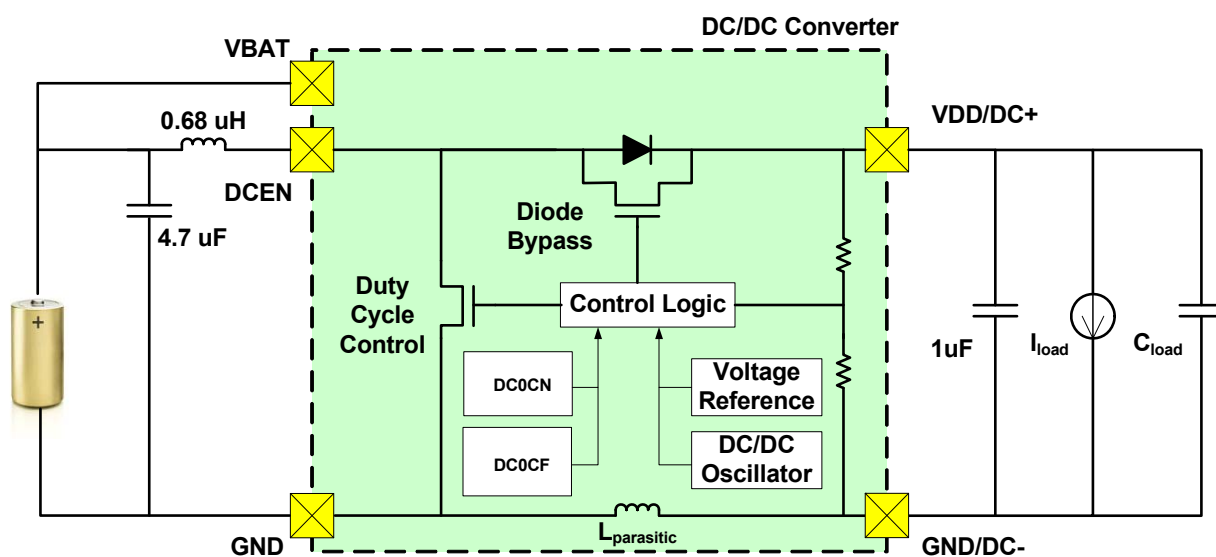 DC/DC Converter
VBAT
0.68 uH
VDD/DC+
DCEN
4.7 uF
Diode
Bypass
Duty
Cycle
Control
Control Logic
+
1uF
Iload
Cload
DC0CN
Voltage
Reference
DC0CF
DC/DC
Oscillator
Lparasitic
GND
GND/DC-